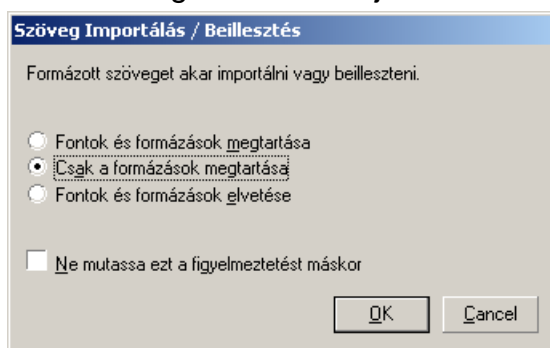 Szöveg Importálás / Beillesztés
Formázott szöveget akar importálni vagy beilleszteni.
Fontok és formázások megtartása
Csak a formázások megtartása
Fontok és formázások elvetése
Ne mutassa ezt a figyelmeztetést máskor
OK Cancel